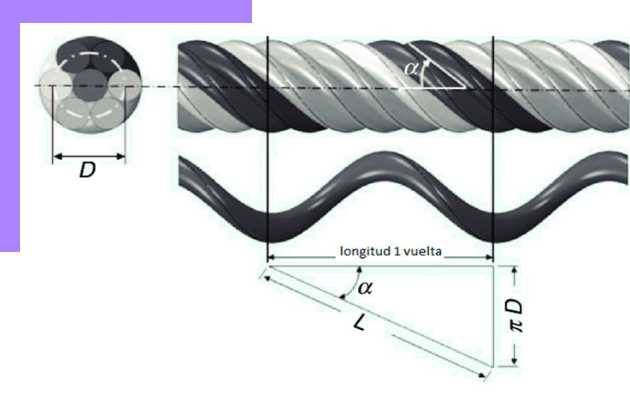 α
D
longitud 1 vuelta
α
L
π D